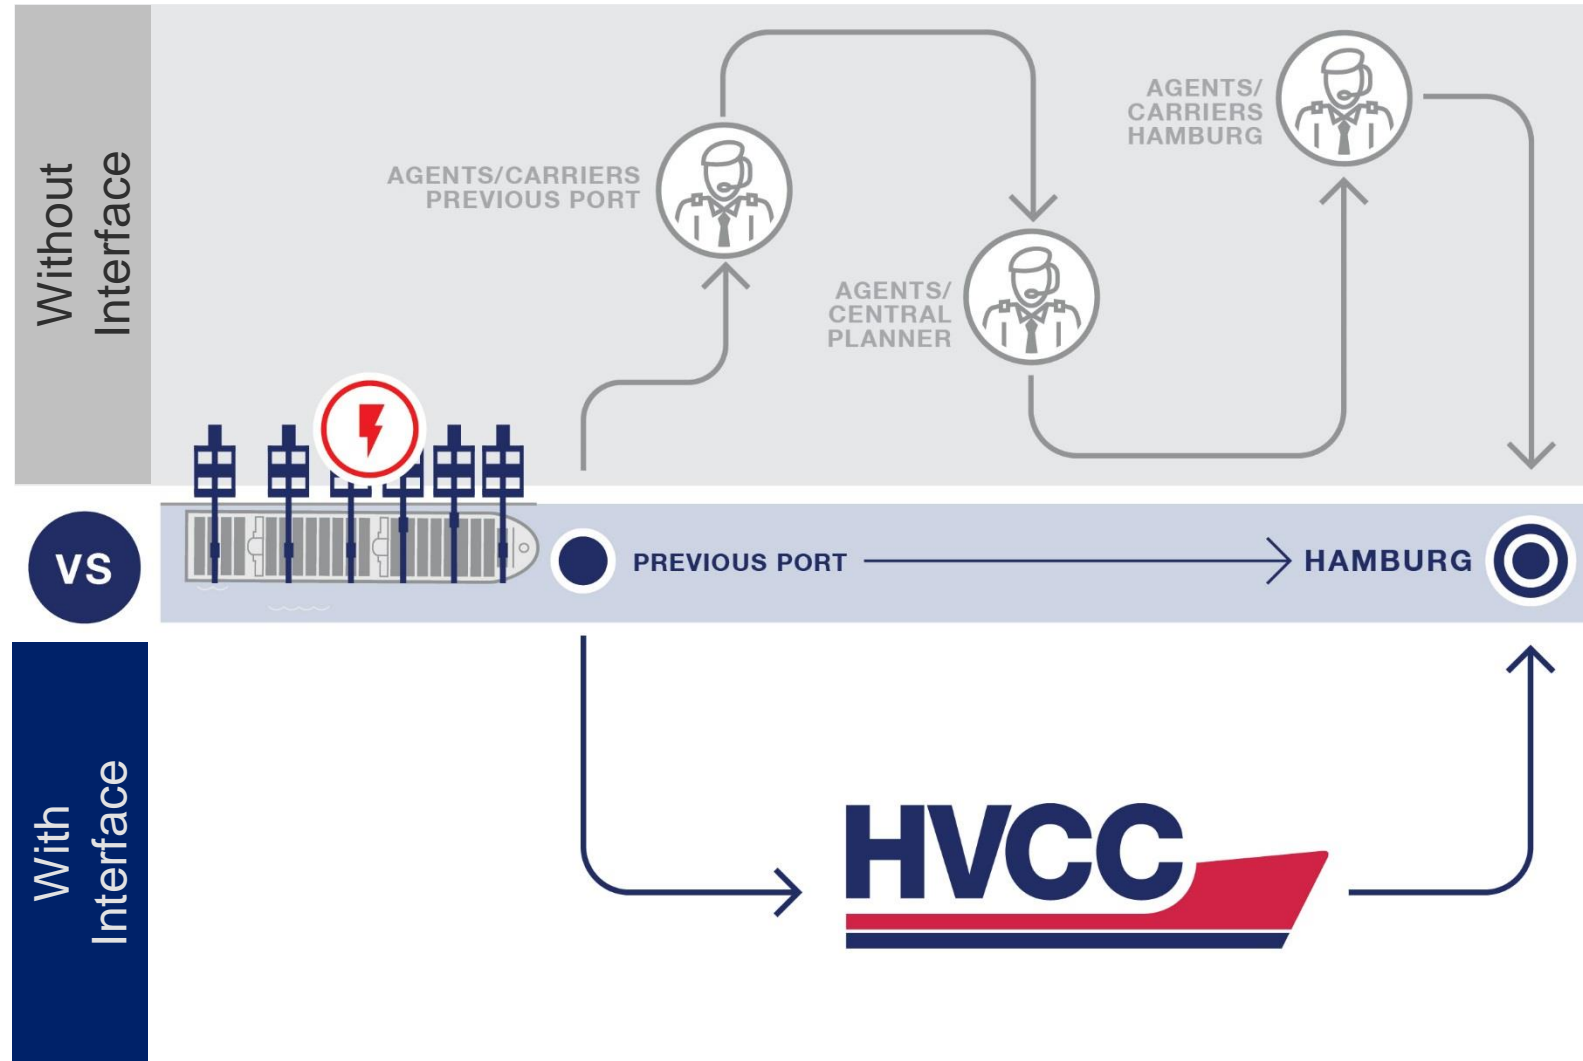 Without
Interface
AGENTS/CARRIERS
PREVIOUS PORT
AGENTS/
CENTRAL
PLANNER
AGENTS/
CARRIERS
HAMBURG
VS
PREVIOUS PORT
HAMBURG
With
Interface
HVCC